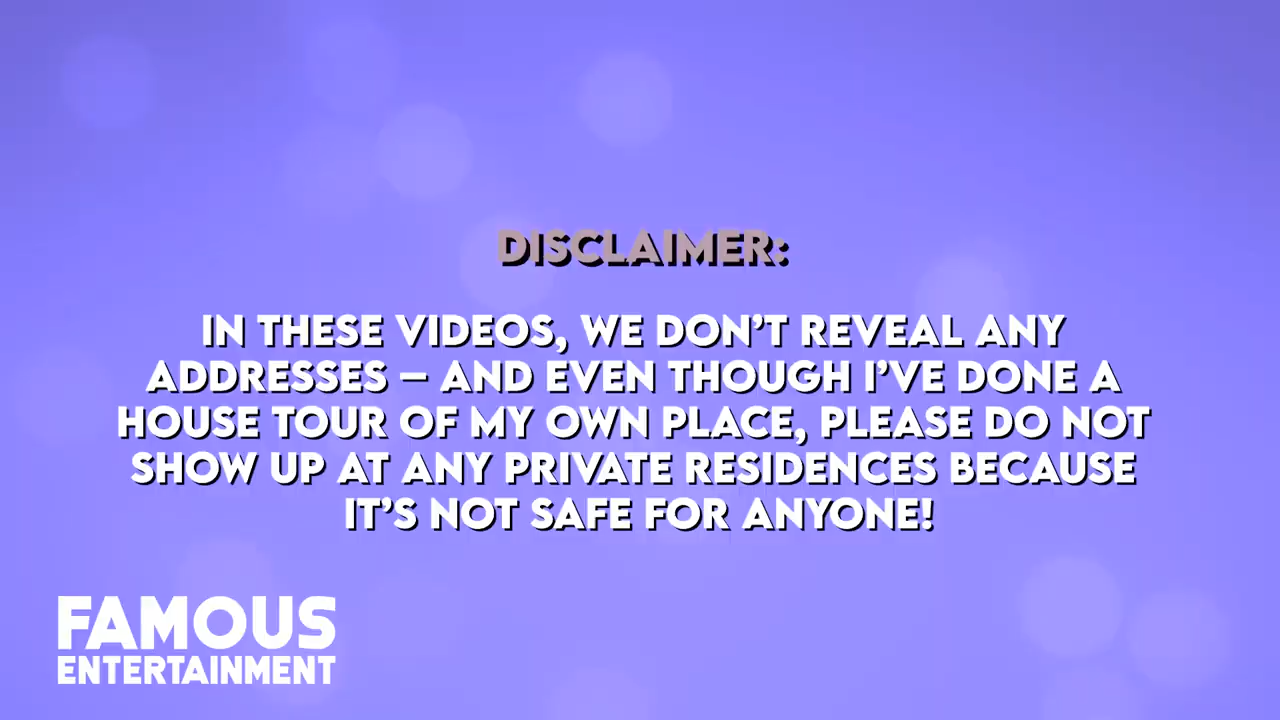 DISCLAIMER:
IN THESE VIDEOS, WE DON'T REVEAL ANY
ADDRESSES – AND EVEN THOUGH I'VE DONE A
HOUSE TOUR OF MY OWN PLACE, PLEASE DO NOT
SHOW UP AT ANY PRIVATE RESIDENCES BECAUSE
IT'S NOT SAFE FOR ANYONE!
FAMOUS
ENTERTAINMENT